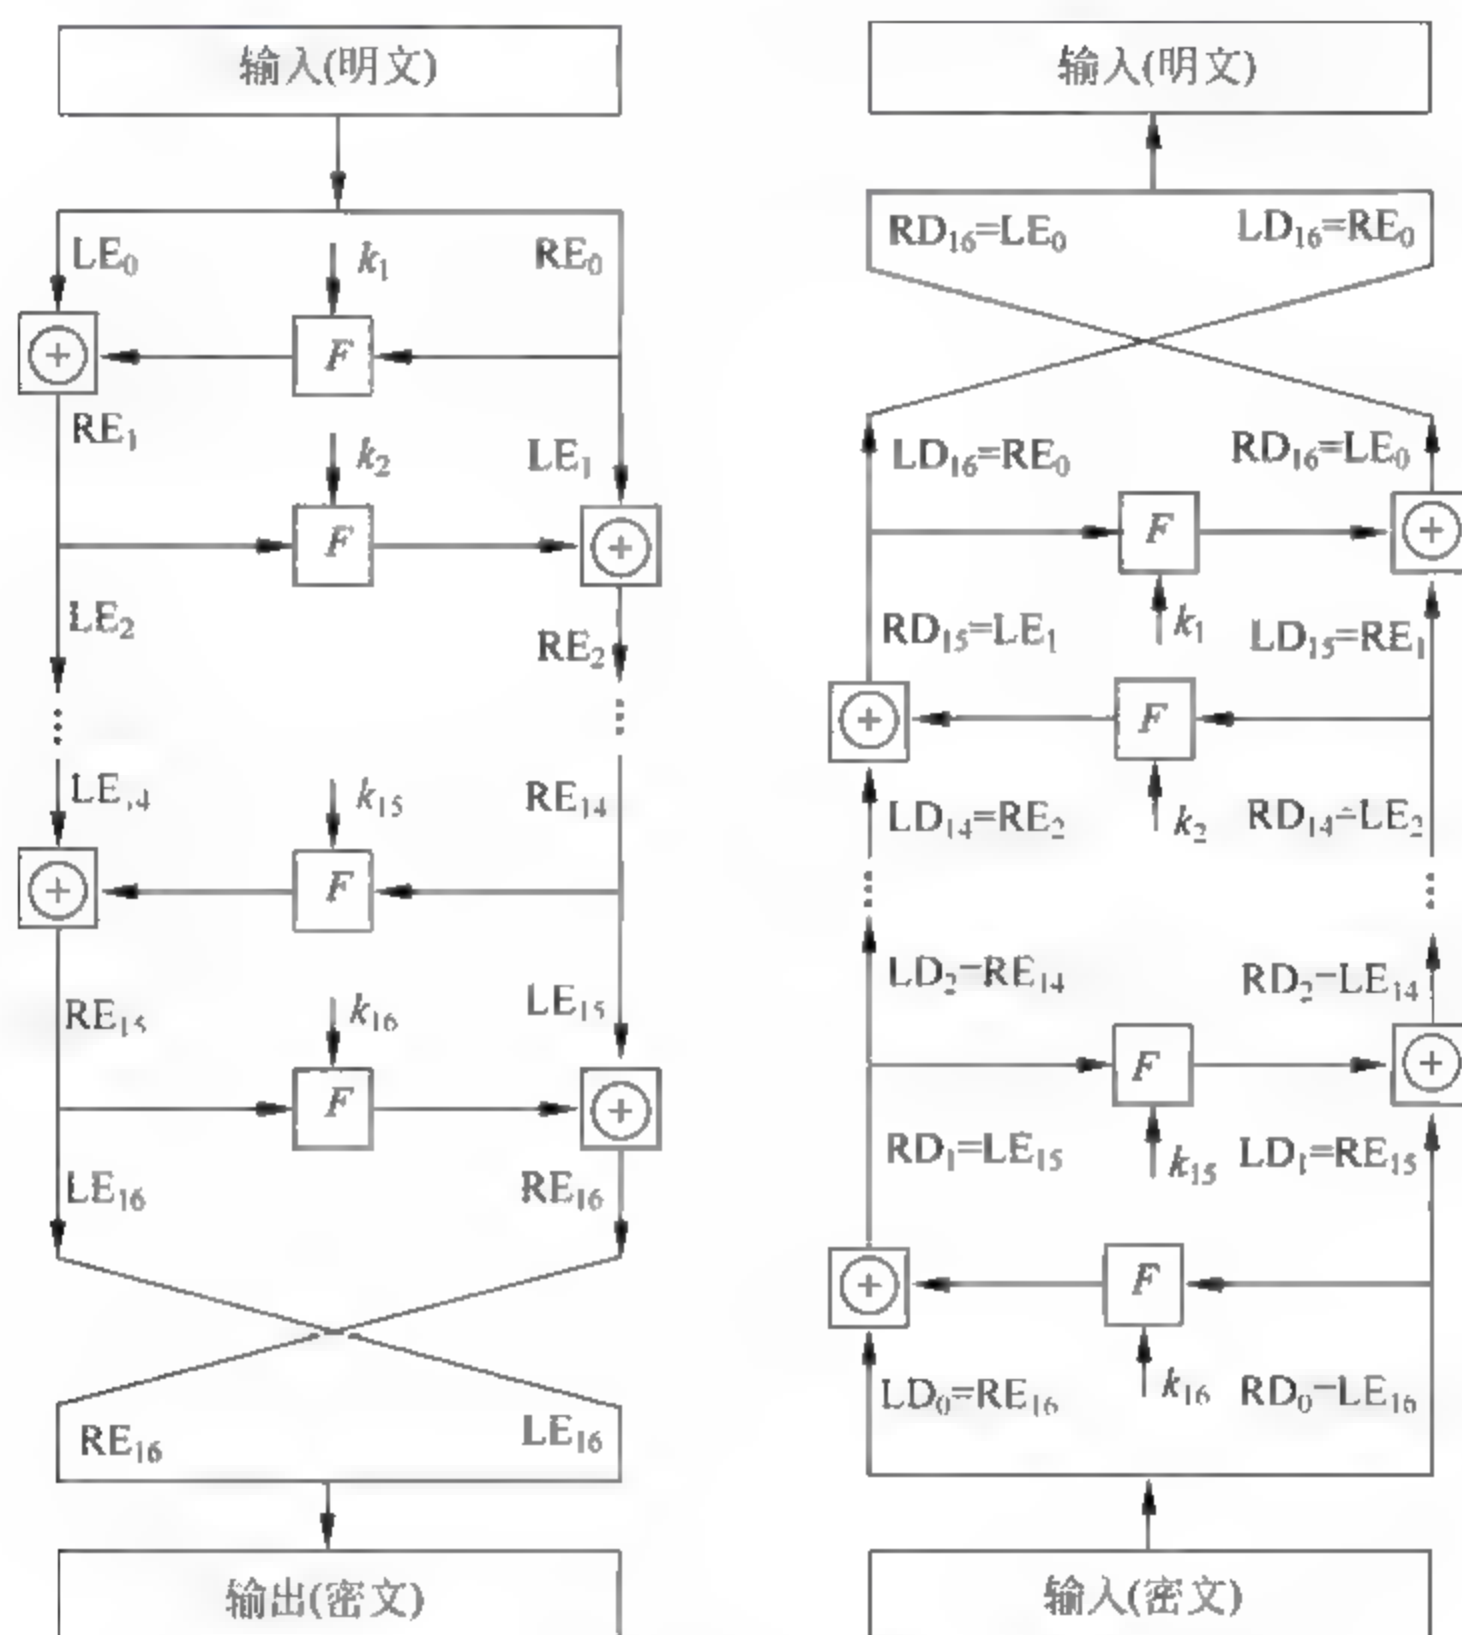 输入(明文)
LE₀
k₁
RE₀
F
RE₁
k₂
LE₁
F
LE₂
RE₂
LE₁₄
k₁₅
RE₁₄
F
RE₁₅
k₁₆
LE₁₅
F
LE₁₆
RE₁₆
RE₁₆
LE₁₆
输出(密文)
输入(明文)
RD₁₆=LE₀
LD₁₆=RE₀
LD₁₆=RE₀
RD₁₆=LE₀
F
RD₁₅=LE₁
k₁
LD₁₅=RE₁
F
LD₁₄=RE₂
k₂
RD₁₄=LE₂
LD₂=RE₁₄
RD₂=LE₁₄
F
RD₁=LE₁₅
k₁₅
LD₁=RE₁₅
F
LD₀=RE₁₆
k₁₆
RD₀=LE₁₆
输入(密文)